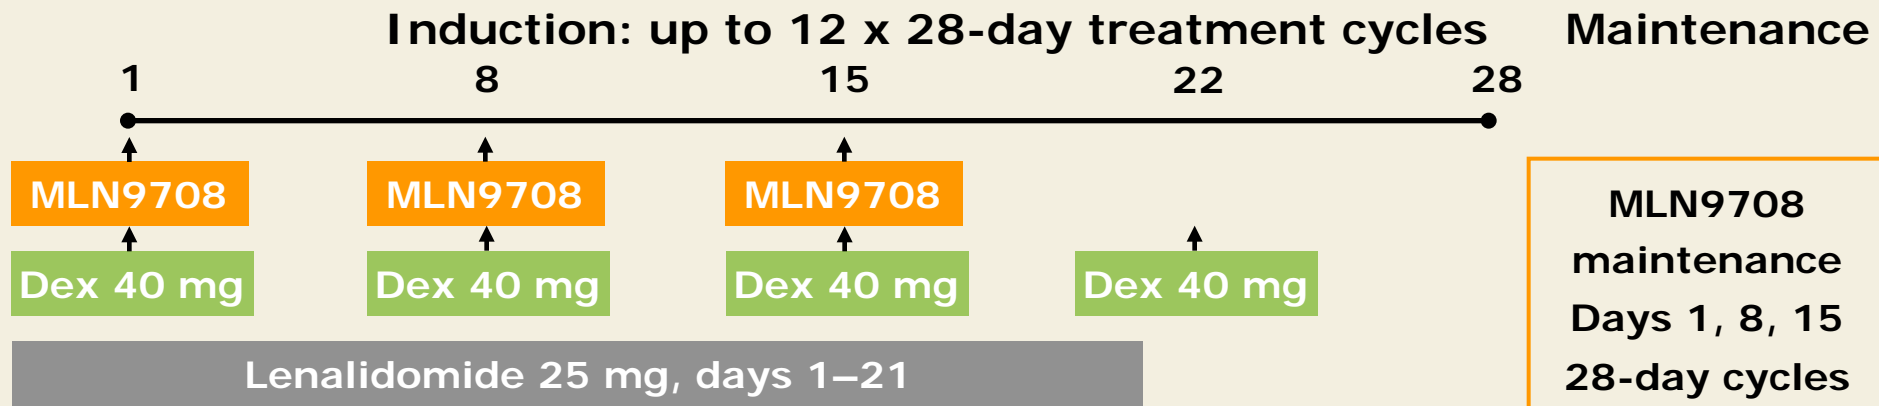 Induction: up to 12 x 28-day treatment cycles
Maintenance
1 8 15 22 28
MLN9708 MLN9708 MLN9708
Dex 40 mg Dex 40 mg Dex 40 mg Dex 40 mg
Lenalidomide 25 mg, days 1–21
MLN9708
maintenance
Days 1, 8, 15
28-day cycles